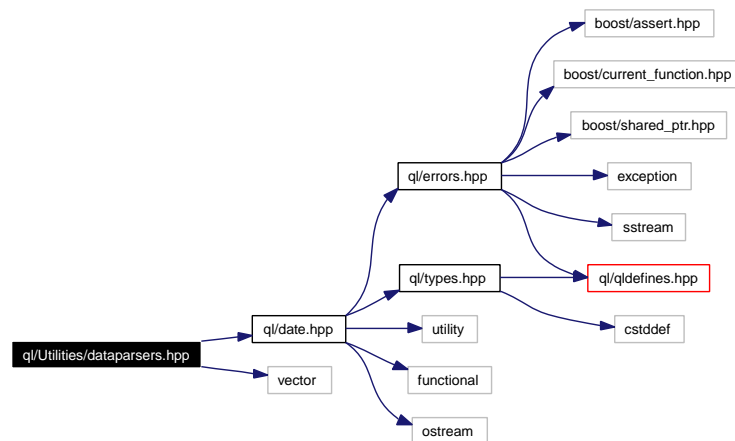 boost/assert.hpp
boost/current_function.hpp
boost/shared_ptr.hpp
ql/errors.hpp
exception
sstream
ql/types.hpp
ql/qldefines.hpp
ql/date.hpp
utility
cstddef
ql/Utilities/dataparsers.hpp
vector
functional
ostream